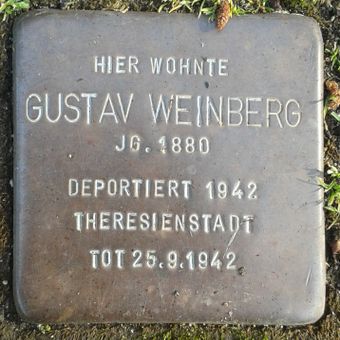 HIER WOHNTE
GUSTAV WEINBERG
JG. 1880
DEPORTIERT 1942
THERESIENSTADT
TOT 25.9.1942